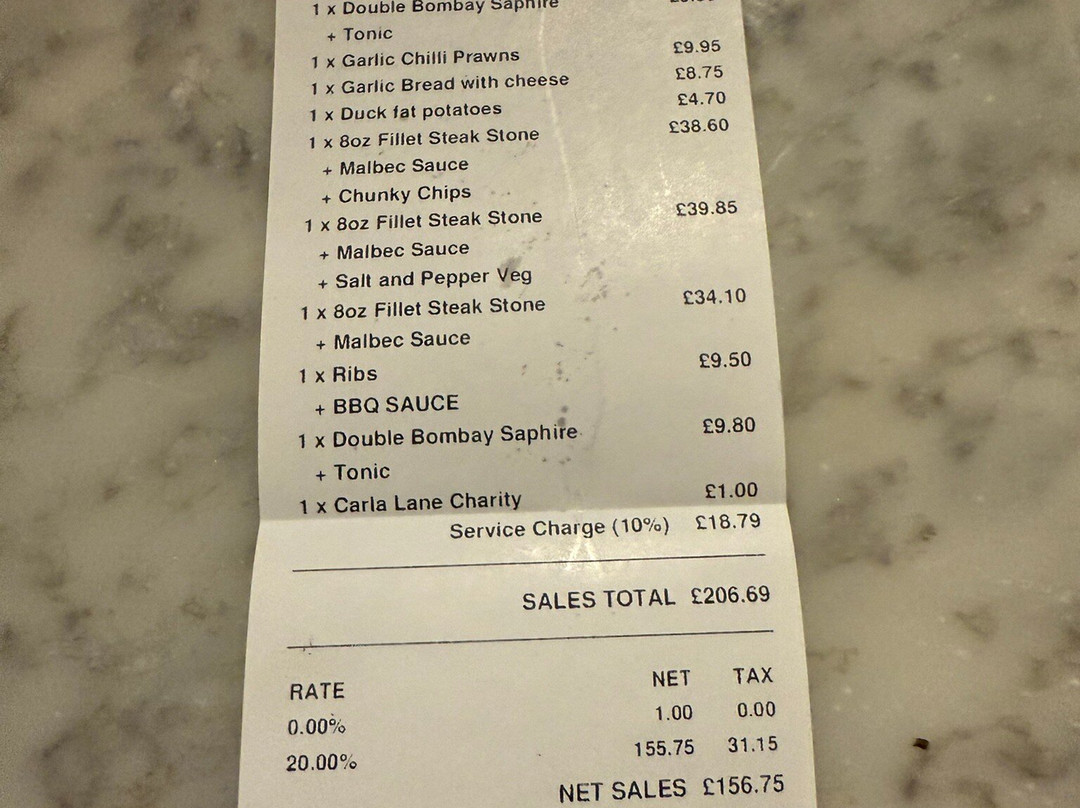 1 x Double Bombay Saphire
+ Tonic
1 x Garlic Chilli Prawns £9.95
1 x Garlic Bread with cheese £8.75
1 x Duck fat potatoes £4.70
1 x 8oz Fillet Steak Stone £38.60
+ Malbec Sauce
+ Chunky Chips
1 x 8oz Fillet Steak Stone £39.85
+ Malbec Sauce
+ Salt and Pepper Veg
1 x 8oz Fillet Steak Stone £34.10
+ Malbec Sauce
1 x Ribs £9.50
+ BBQ SAUCE
1 x Double Bombay Saphire £9.80
+ Tonic
1 x Carla Lane Charity £1.00
Service Charge (10%) £18.79
SALES TOTAL £206.69
RATE NET TAX
0.00% 1.00 0.00
20.00% 155.75 31.15
NET SALES £156.75